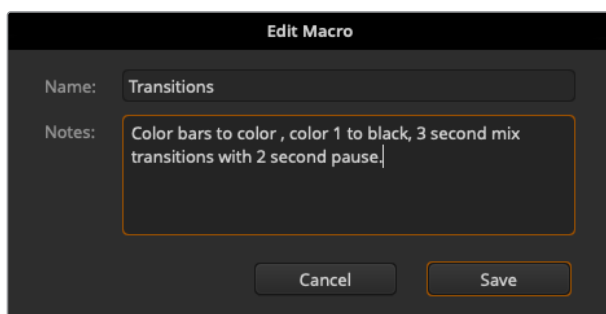 Edit Macro
Name: Transitions
Notes: Color bars to color , color 1 to black, 3 second mix
transitions with 2 second pause.
Cancel Save